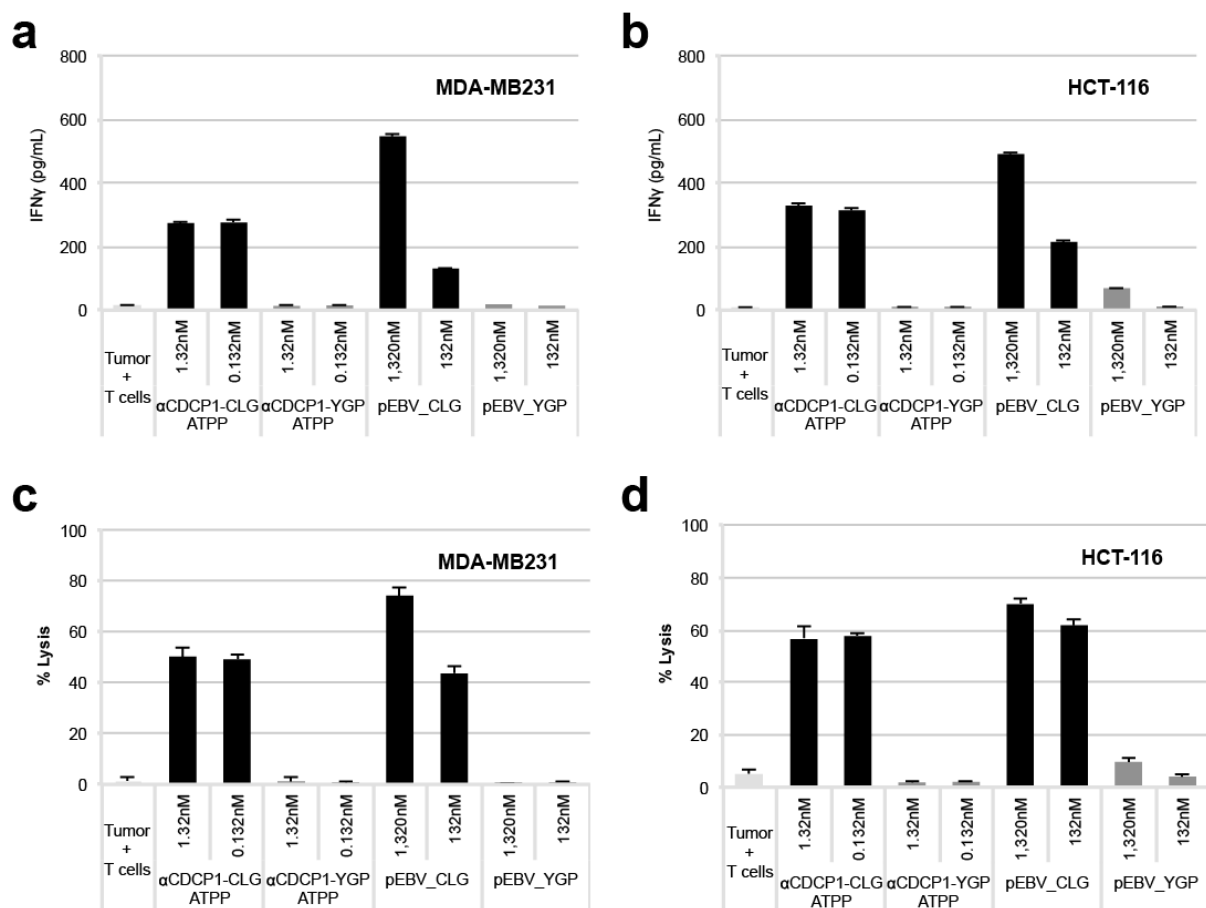 a
800
600
400
200
0
IFNγ (pg/mL)
MDA-MB231
Tumor
+
T cells
1.32nM
0.132nM
1.32nM
0.132nM
1,320nM
132nM
1,320nM
132nM
αCDCP1-CLG
ATPP
αCDCP1-YGP
ATPP
pEBV_CLG
pEBV_YGP
b
800
600
400
200
0
IFNγ (pg/mL)
HCT-116
Tumor
+
T cells
1.32nM
0.132nM
1.32nM
0.132nM
1,320nM
132nM
1,320nM
132nM
αCDCP1-CLG
ATPP
αCDCP1-YGP
ATPP
pEBV_CLG
pEBV_YGP
c
100
80
60
40
20
0
% Lysis
MDA-MB231
Tumor
+
T cells
1.32nM
0.132nM
1.32nM
0.132nM
1,320nM
132nM
1,320nM
132nM
αCDCP1-CLG
ATPP
αCDCP1-YGP
ATPP
pEBV_CLG
pEBV_YGP
d
100
80
60
40
20
0
% Lysis
HCT-116
Tumor
+
T cells
1.32nM
0.132nM
1.32nM
0.132nM
1,320nM
132nM
1,320nM
132nM
αCDCP1-CLG
ATPP
αCDCP1-YGP
ATPP
pEBV_CLG
pEBV_YGP